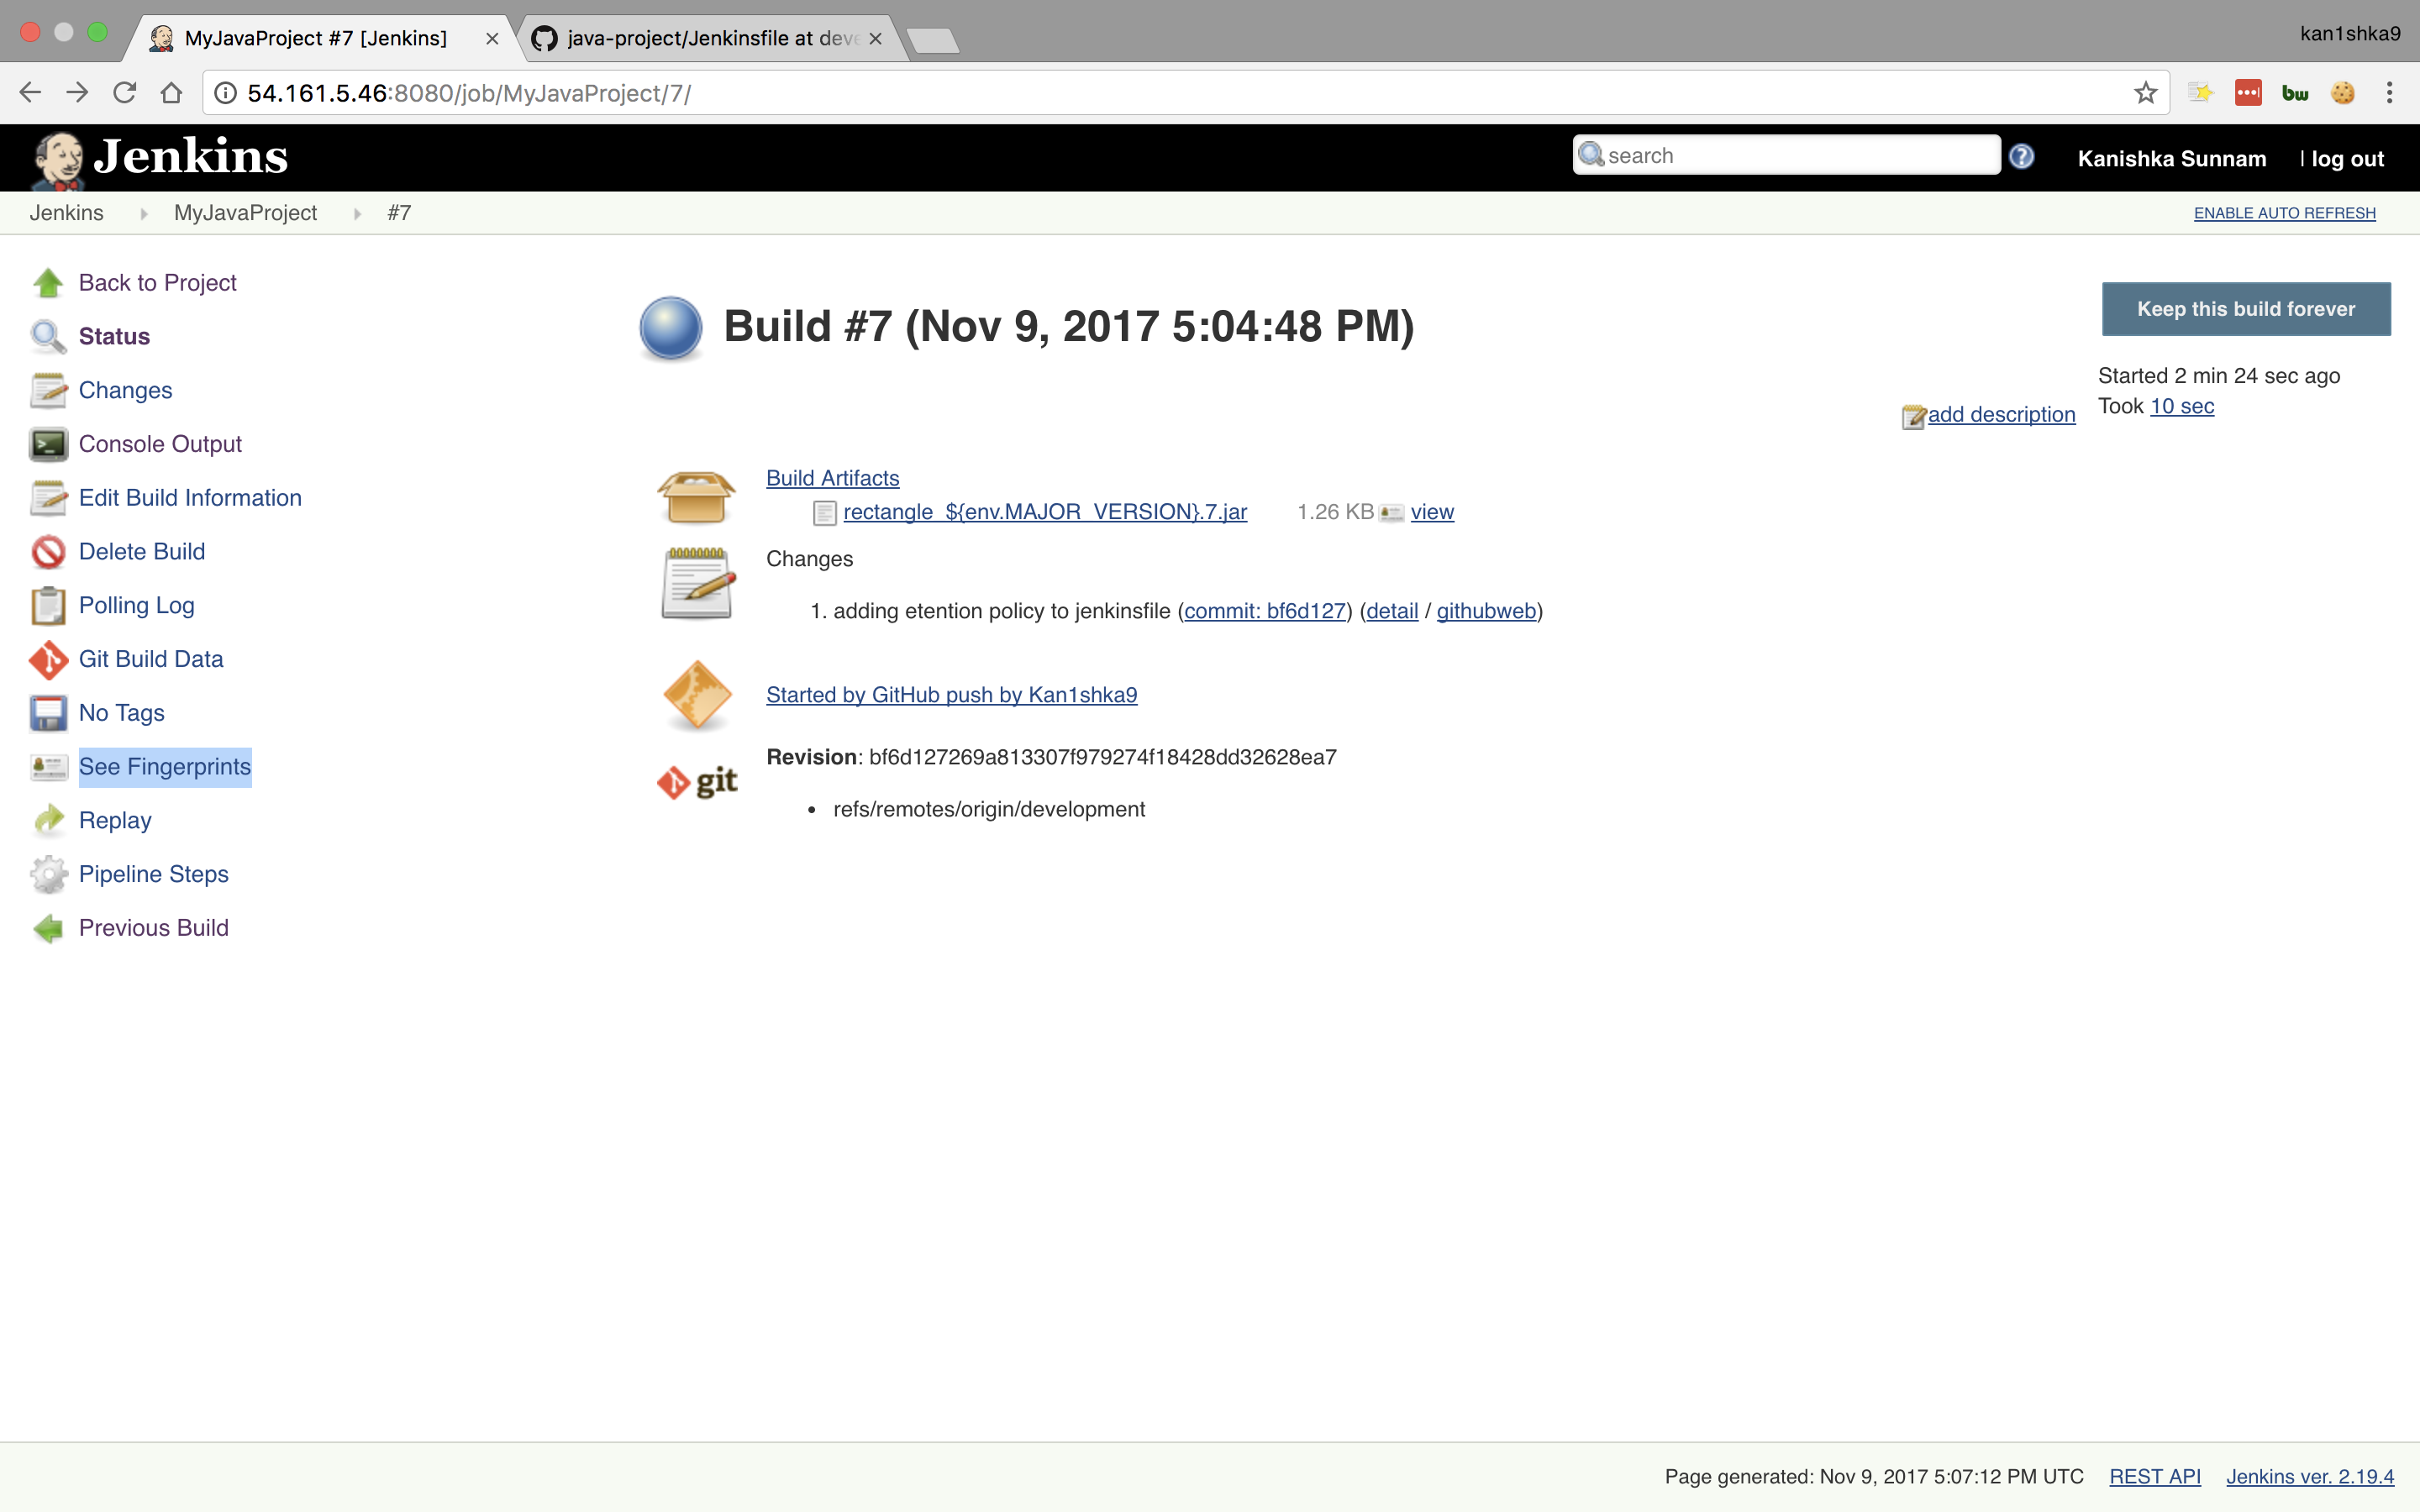 MyJavaProject #7 [Jenkins]
java-project/Jenkinsfile at deve
kan1shka9
54.161.5.46:8080/job/MyJavaProject/7/
bw
Jenkins
search
Kanishka Sunnam
| log out
Jenkins
MyJavaProject
#7
ENABLE AUTO REFRESH
Back to Project
Status
Changes
Console Output
Edit Build Information
Delete Build
Polling Log
Git Build Data
No Tags
See Fingerprints
Replay
Pipeline Steps
Previous Build
Build #7 (Nov 9, 2017 5:04:48 PM)
Keep this build forever
Started 2 min 24 sec ago
Took 10 sec
add description
Build Artifacts
rectangle_${env.MAJOR_VERSION}.7.jar 1.26 KB view
Changes
1. adding etention policy to jenkinsfile (commit: bf6d127) (detail / githubweb)
Started by GitHub push by Kan1shka9
git
Revision: bf6d127269a813307f979274f18428dd32628ea7
• refs/remotes/origin/development
Page generated: Nov 9, 2017 5:07:12 PM UTC REST API Jenkins ver. 2.19.4